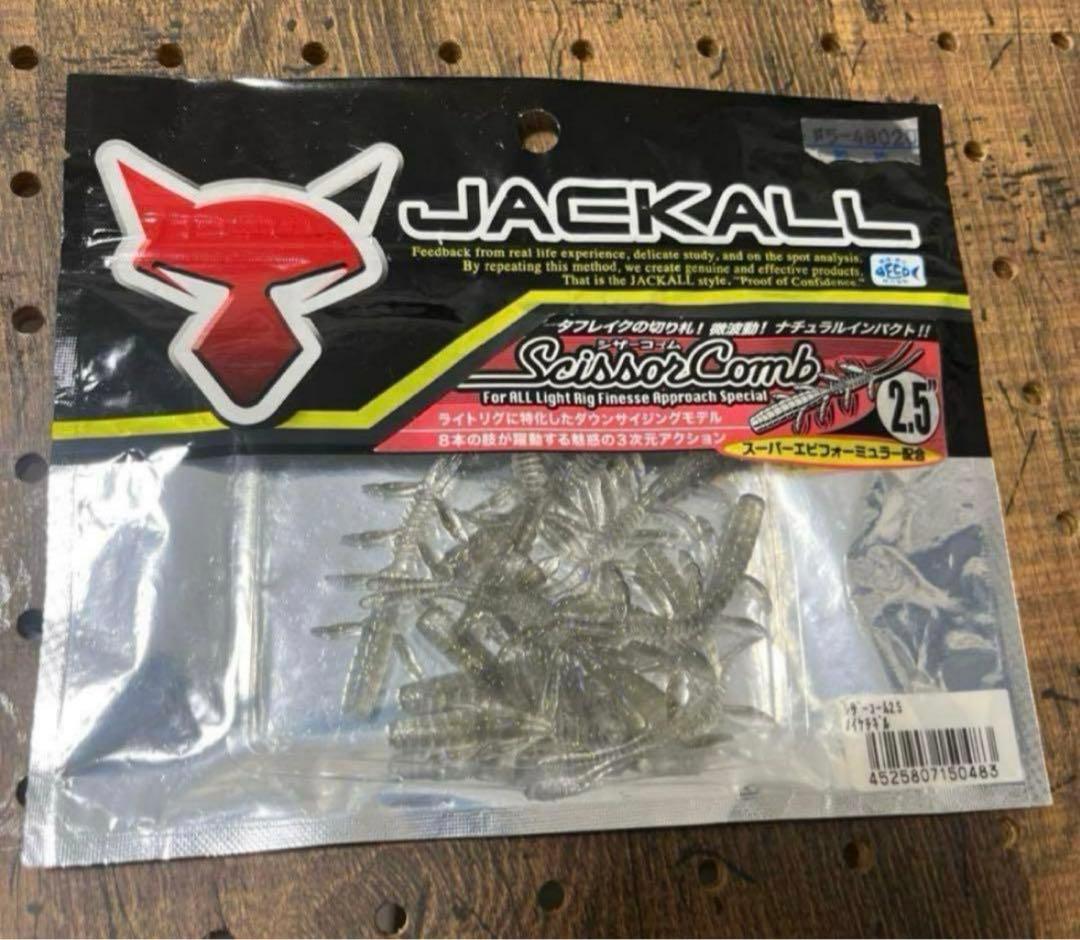 JACKALL
Feedback from real life experience, delicate study, and on the spot analysis.
By repeating this method, we create genuine and effective products.
That is the JACKALL style, "Proof of Confidence."
タフレイクの切り札! 微波動! ナチュラルインパクト!!
シザーコーム
ScissorComb
For ALL Light Rig Finesse Approach Special
2.5"
ライトリグに特化したダウンサイジングモデル
8本の肢が躍動する魅惑の3次元アクション
スーパーエビフォーミュラー配合
4525807150483